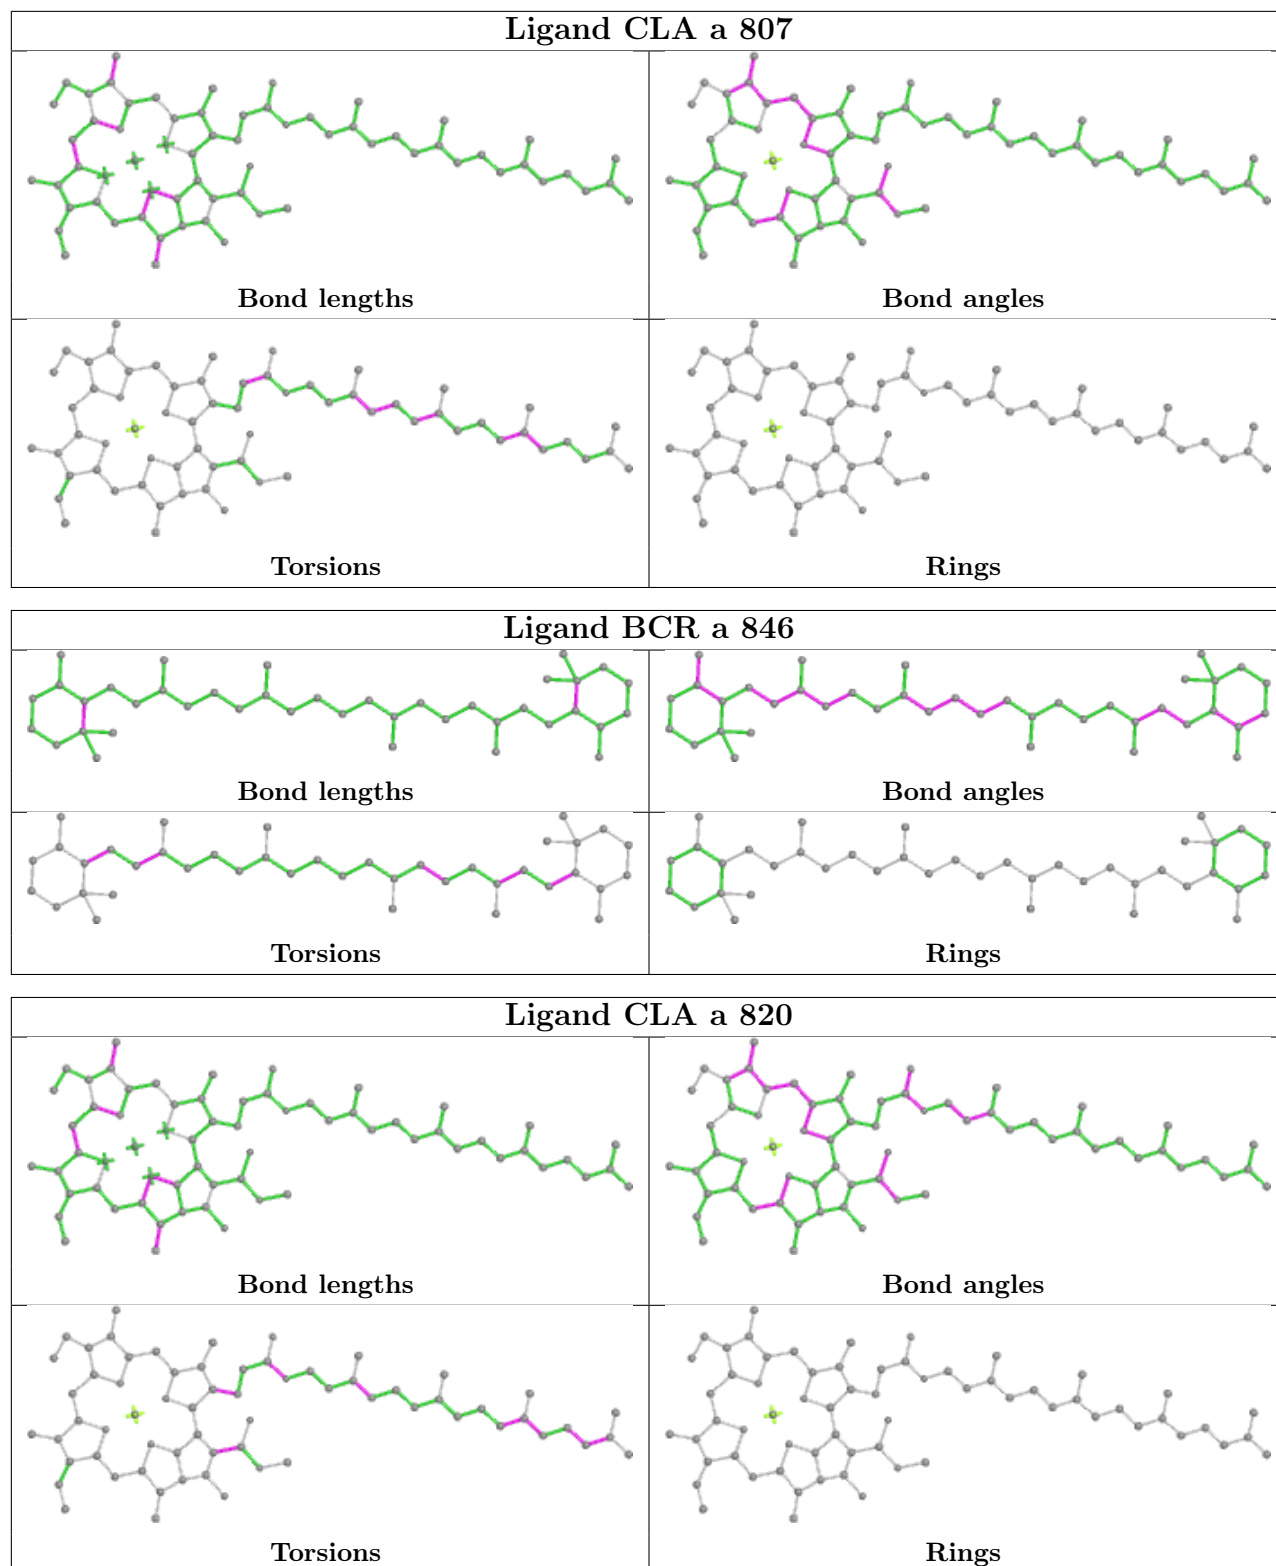 Ligand CLA a 807
Bond lengths
Bond angles
Torsions
Rings
Ligand BCR a 846
Bond lengths
Bond angles
Torsions
Rings
Ligand CLA a 820
Bond lengths
Bond angles
Torsions
Rings